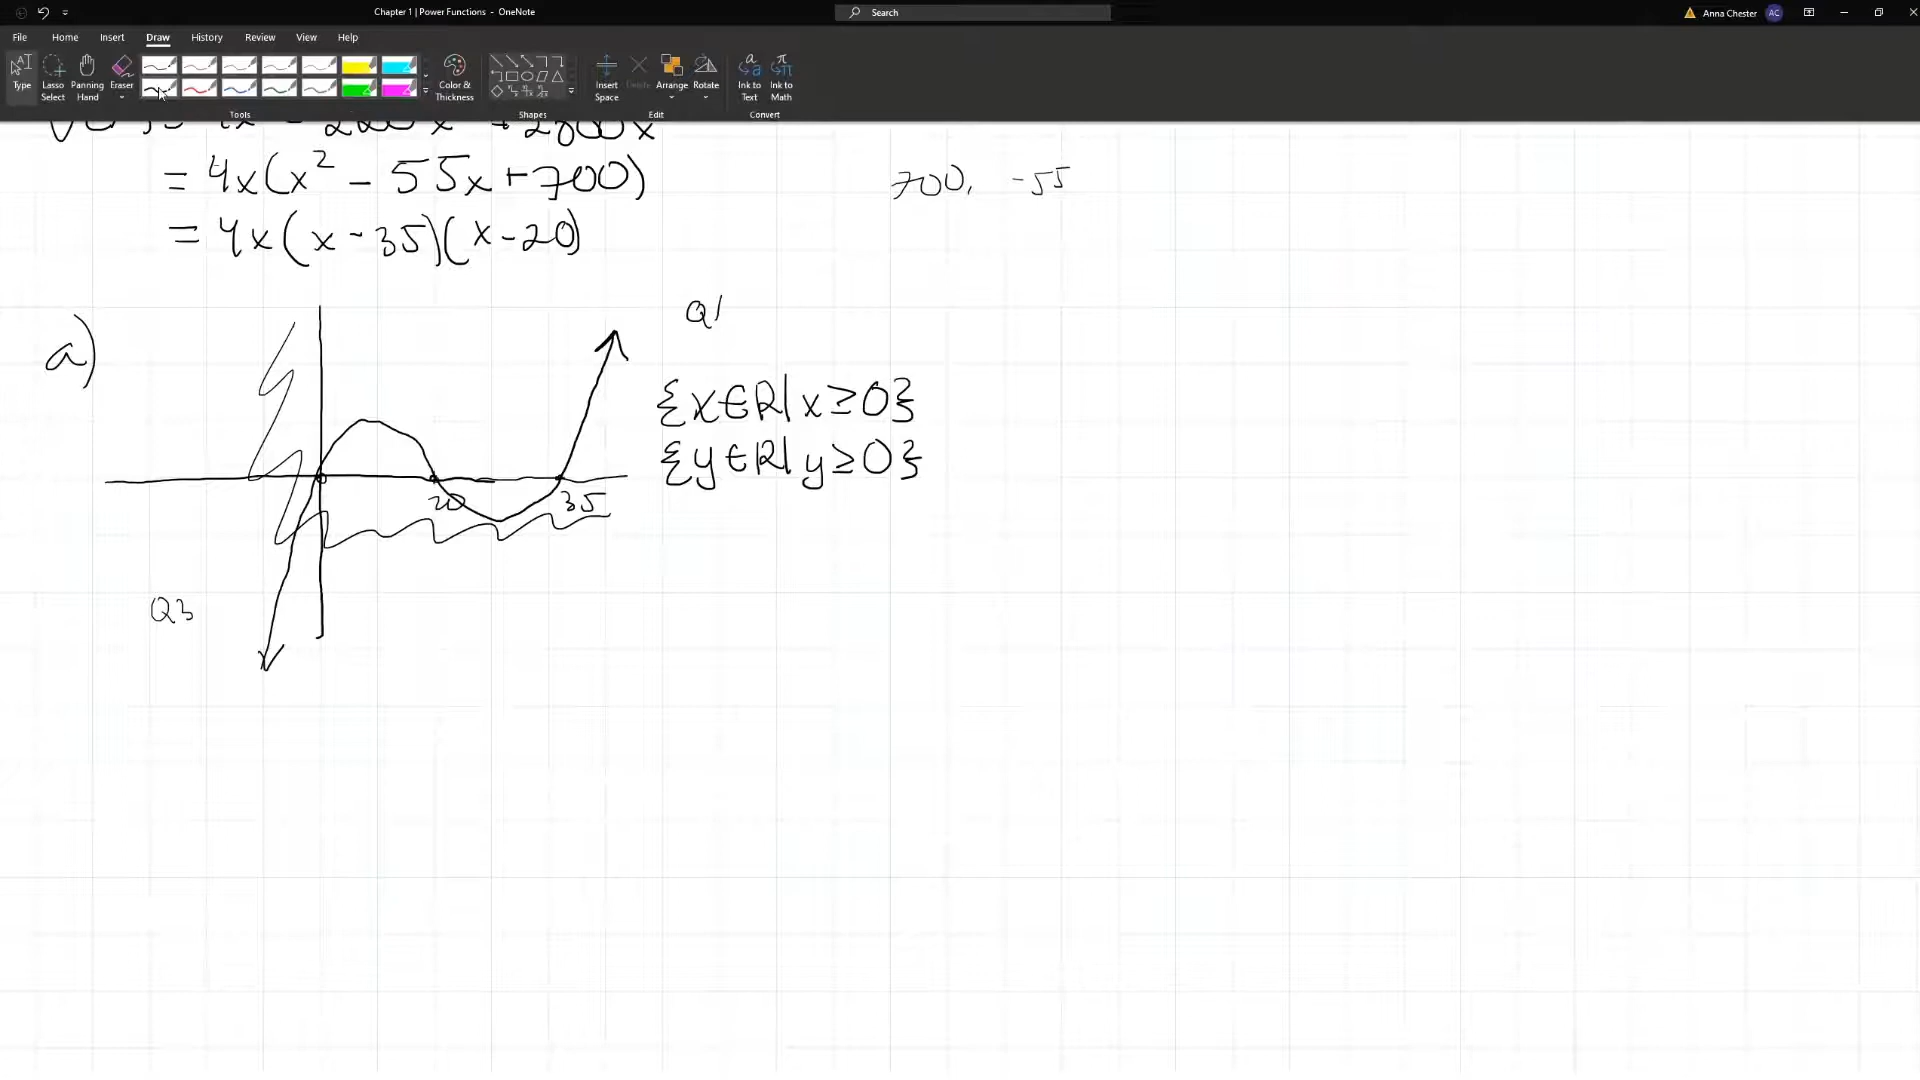 Chapter 1 | Power Functions - OneNote
Search
Anna Chester
AC
File Home Insert Draw History Review View Help
Type
Lasso Select
Panning Hand
Eraser
Color & Thickness
Insert Space
Delete
Arrange
Rotate
Ink to Text
Ink to Math
Tools
Shapes
Edit
Convert
= 4x(x² - 55x + 700)
700, -55
= 4x(x - 35)(x - 20)
a)
Q1
{x∈R| x ≥ 0}
{y∈R| y ≥ 0}
20
35
Q3